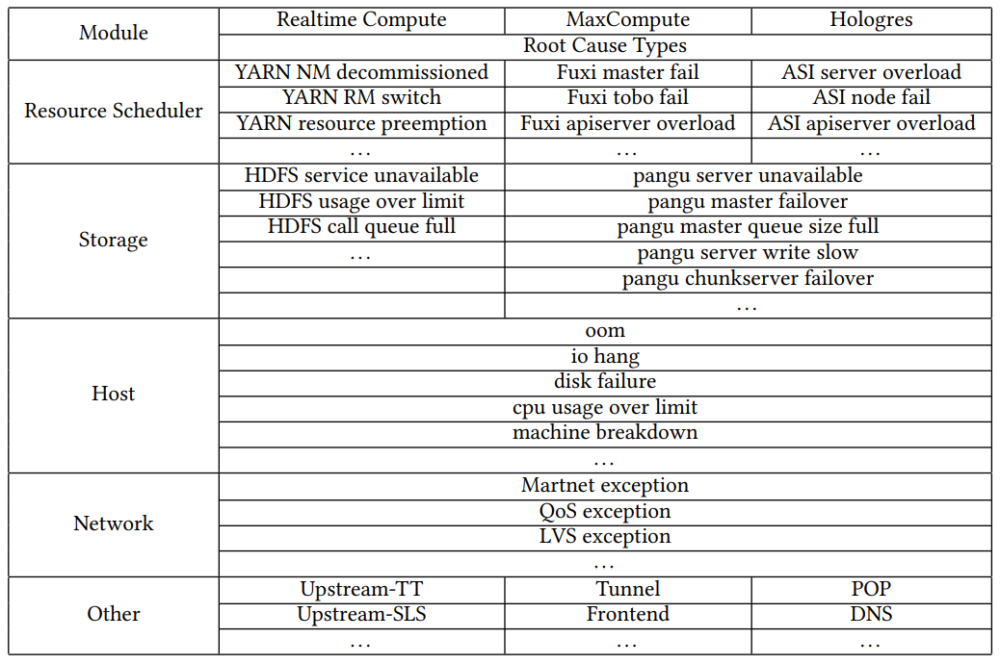 Module
Realtime Compute MaxCompute Hologres
Root Cause Types
Resource Scheduler
YARN NM decommissioned Fuxi master fail ASI server overload
YARN RM switch Fuxi tobo fail ASI node fail
YARN resource preemption Fuxi apiserver overload ASI apiserver overload
... ... ...
Storage
HDFS service unavailable pangu server unavailable
HDFS usage over limit pangu master failover
HDFS call queue full pangu master queue size full
... pangu server write slow
pangu chunkserver failover
...
Host
oom
io hang
disk failure
cpu usage over limit
machine breakdown
...
Network
Martnet exception
QoS exception
LVS exception
...
Other
Upstream-TT Tunnel POP
Upstream-SLS Frontend DNS
... ... ...